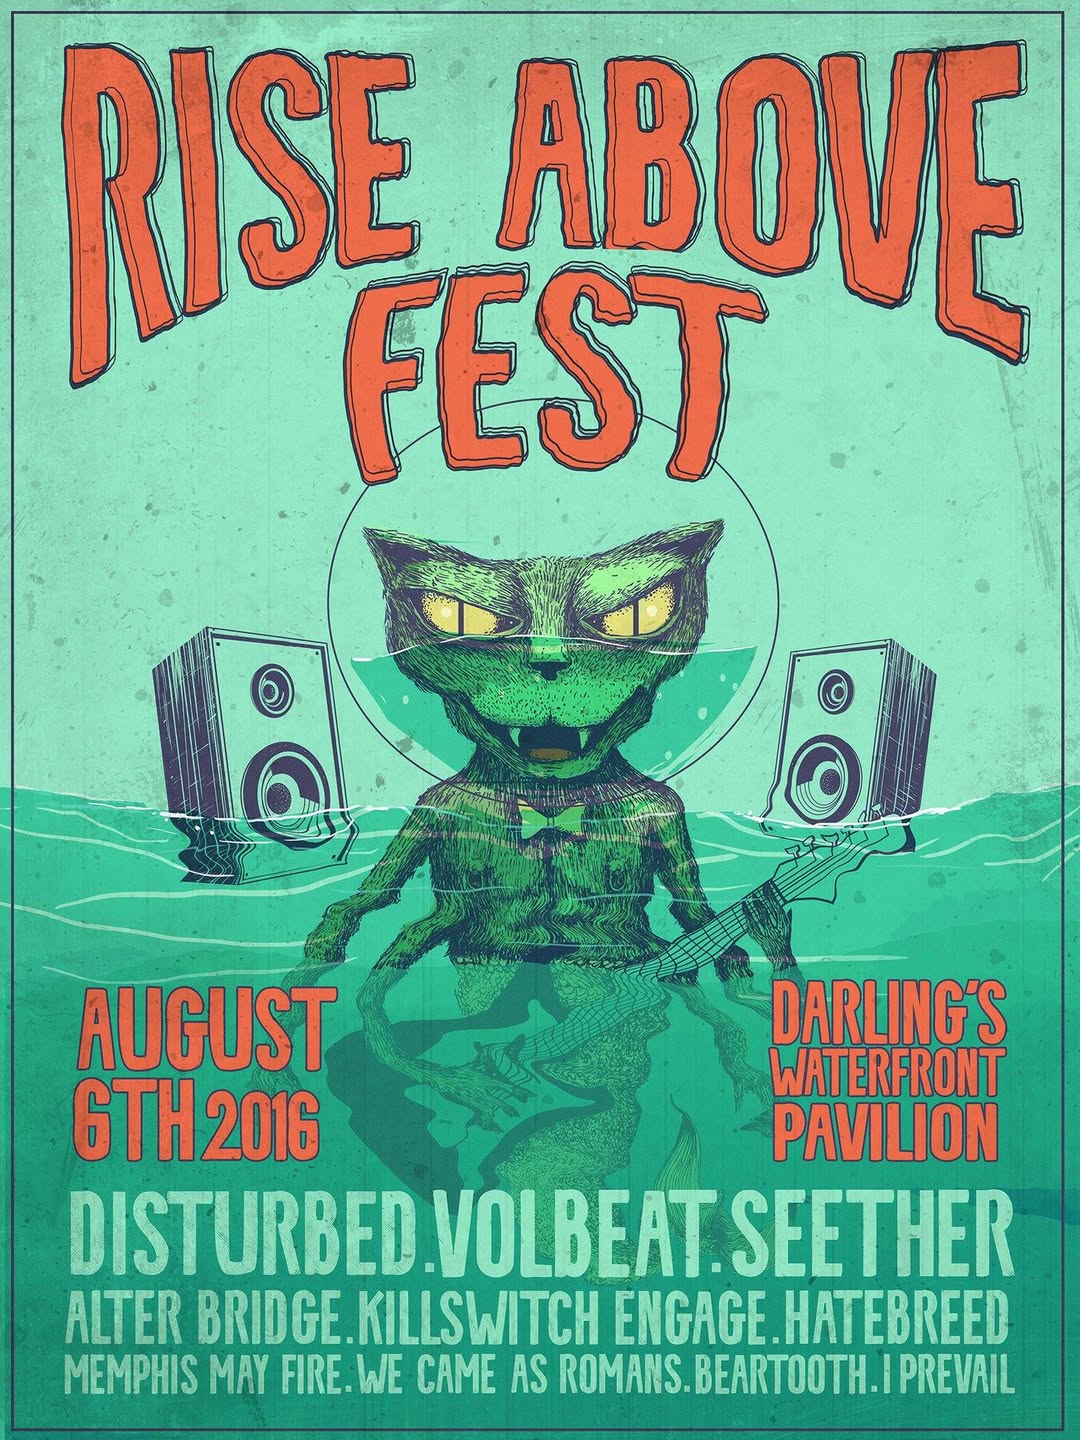 RISE ABOVE
FEST
AUGUST
6TH 2016
DARLING'S
WATERFRONT
PAVILION
DISTURBED.VOLBEAT.SEETHER
ALTER BRIDGE.KILLSWITCH ENGAGE.HATEBREED
MEMPHIS MAY FIRE.WE CAME AS ROMANS.BEARTOOTH.I PREVAIL